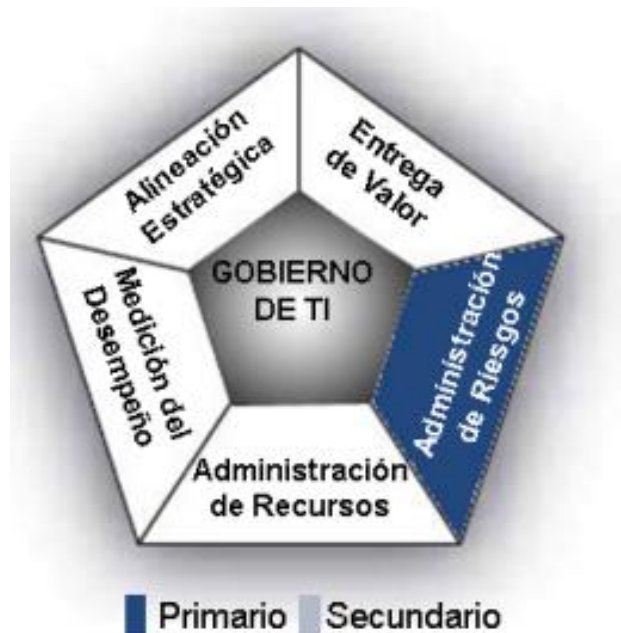 Alineación
Estratégica
Entrega
de Valor
GOBIERNO
DE TI
Administración
de Riesgos
Medición del
Desempeño
Administración
de Recursos
Primario Secundario